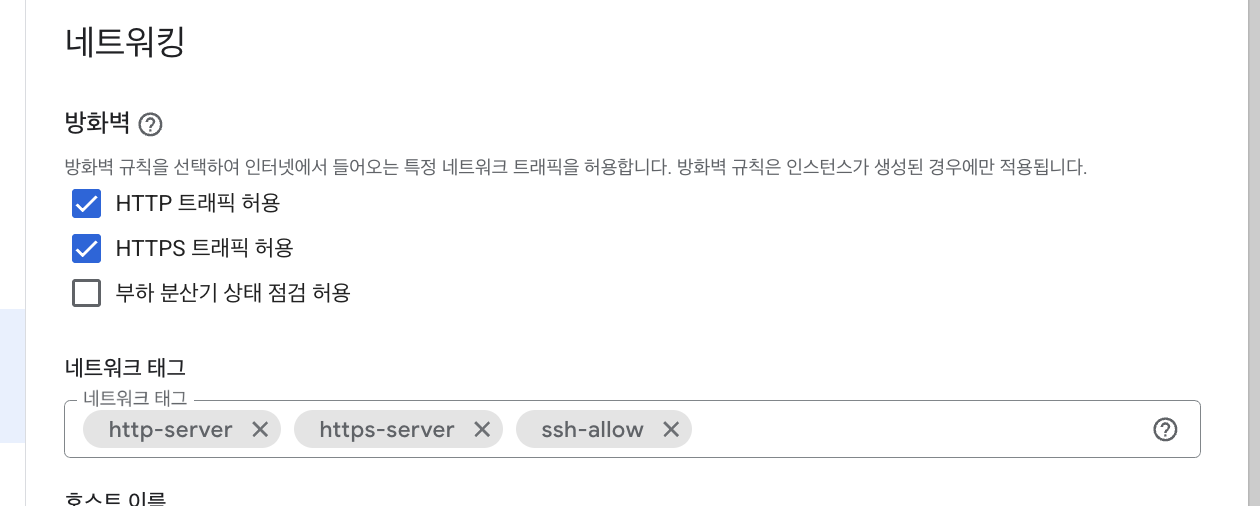 네트워킹
방화벽
방화벽 규칙을 선택하여 인터넷에서 들어오는 특정 네트워크 트래픽을 허용합니다. 방화벽 규칙은 인스턴스가 생성된 경우에만 적용됩니다.
HTTP 트래픽 허용
HTTPS 트래픽 허용
부하 분산기 상태 점검 허용
네트워크 태그
네트워크 태그
http-server https-server ssh-allow
호스트 이름